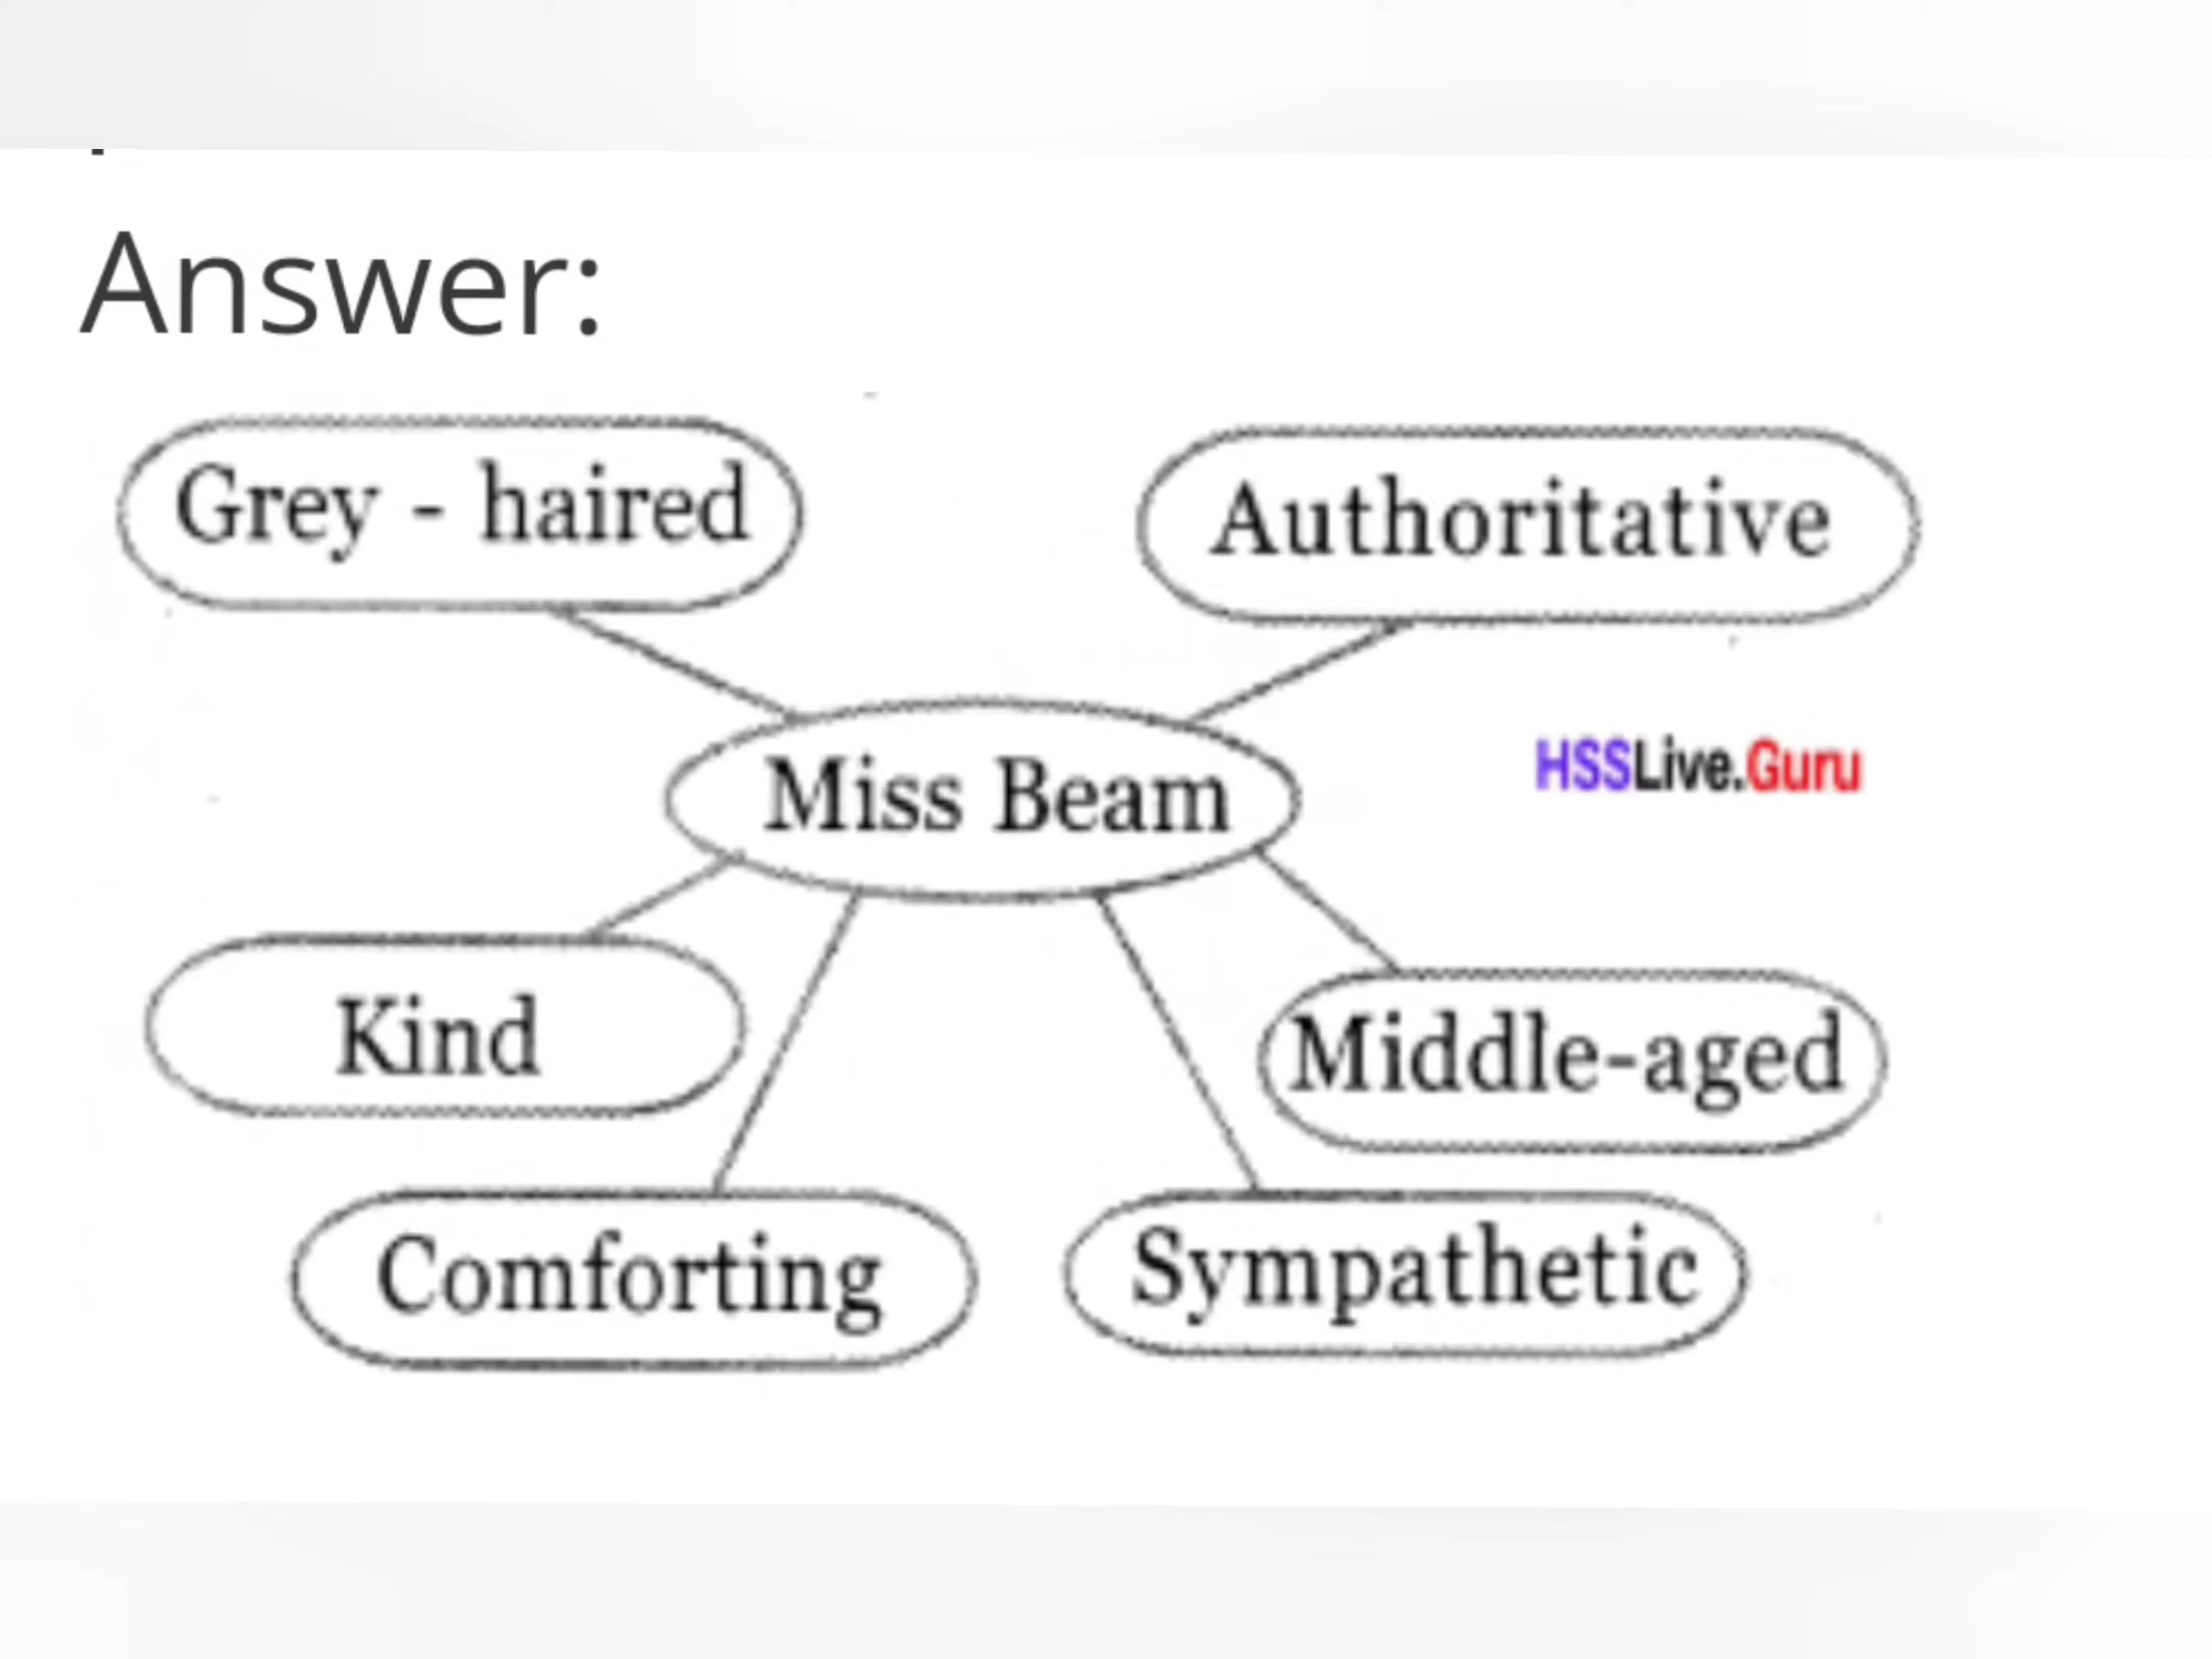 Answer:
Grey - haired
Authoritative
Miss Beam
HSSLive.Guru
Kind
Middle-aged
Comforting
Sympathetic